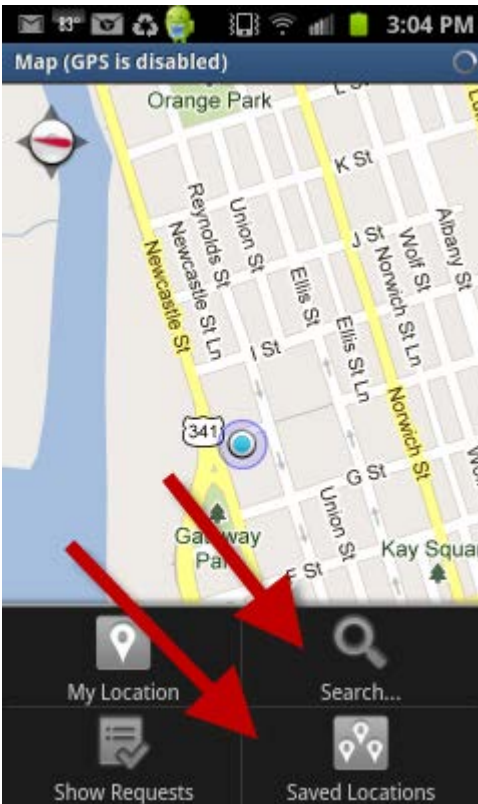 83° 3:04 PM
Map (GPS is disabled)
Orange Park
K St
Reynolds St
Union St
J St
Wolf St
Albany St
Newcastle St
Newcastle St Ln
Ellis St
Norwich St Ln
Ellis St Ln
I St
Norwich St
341
G St
Union St
Park
Kay Squa
St
My Location
Search...
Show Requests
Saved Locations